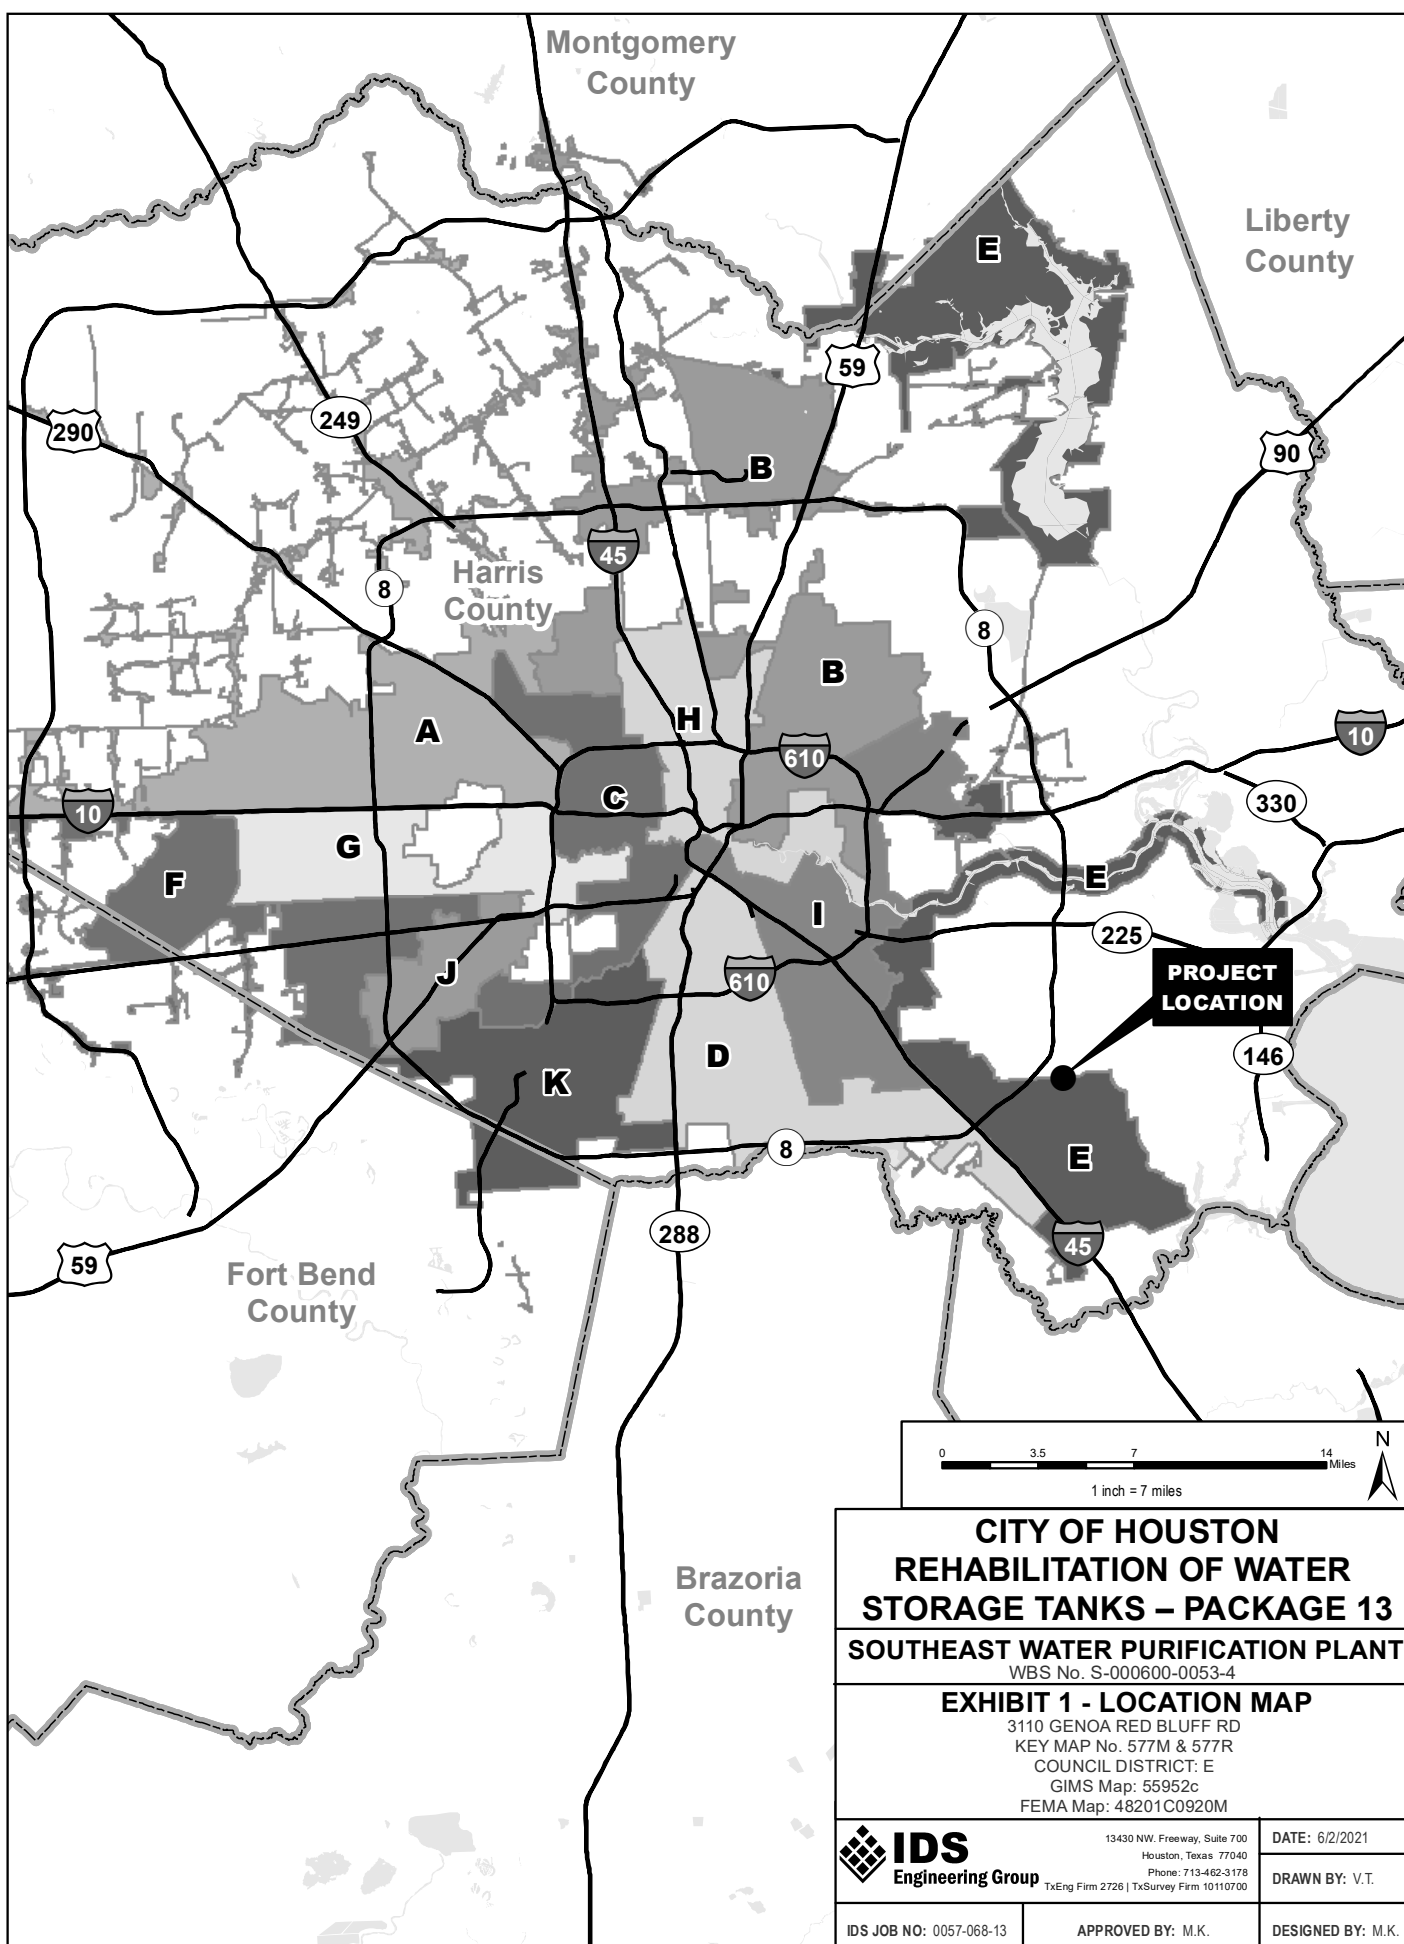 Montgomery
County
Liberty
County
E
59
290
249
90
B
45
Harris
County
8
8
B
H
A
10
610
C
10
330
G
F
E
I
225
J
610
PROJECT
LOCATION
D
146
K
8
E
288
45
59
Fort Bend
County
N
0 3.5 7 14
Miles
1 inch = 7 miles
Brazoria
County
CITY OF HOUSTON
REHABILITATION OF WATER
STORAGE TANKS – PACKAGE 13
SOUTHEAST WATER PURIFICATION PLANT
WBS No. S-000600-0053-4
EXHIBIT 1 - LOCATION MAP
3110 GENOA RED BLUFF RD
KEY MAP No. 577M & 577R
COUNCIL DISTRICT: E
GIMS Map: 55952c
FEMA Map: 48201C0920M
IDS
Engineering Group
13430 NW. Freeway, Suite 700
Houston, Texas 77040
Phone: 713-462-3178
TxEng Firm 2726 | TxSurvey Firm 10110700
DATE: 6/2/2021
DRAWN BY: V.T.
IDS JOB NO: 0057-068-13
APPROVED BY: M.K.
DESIGNED BY: M.K.